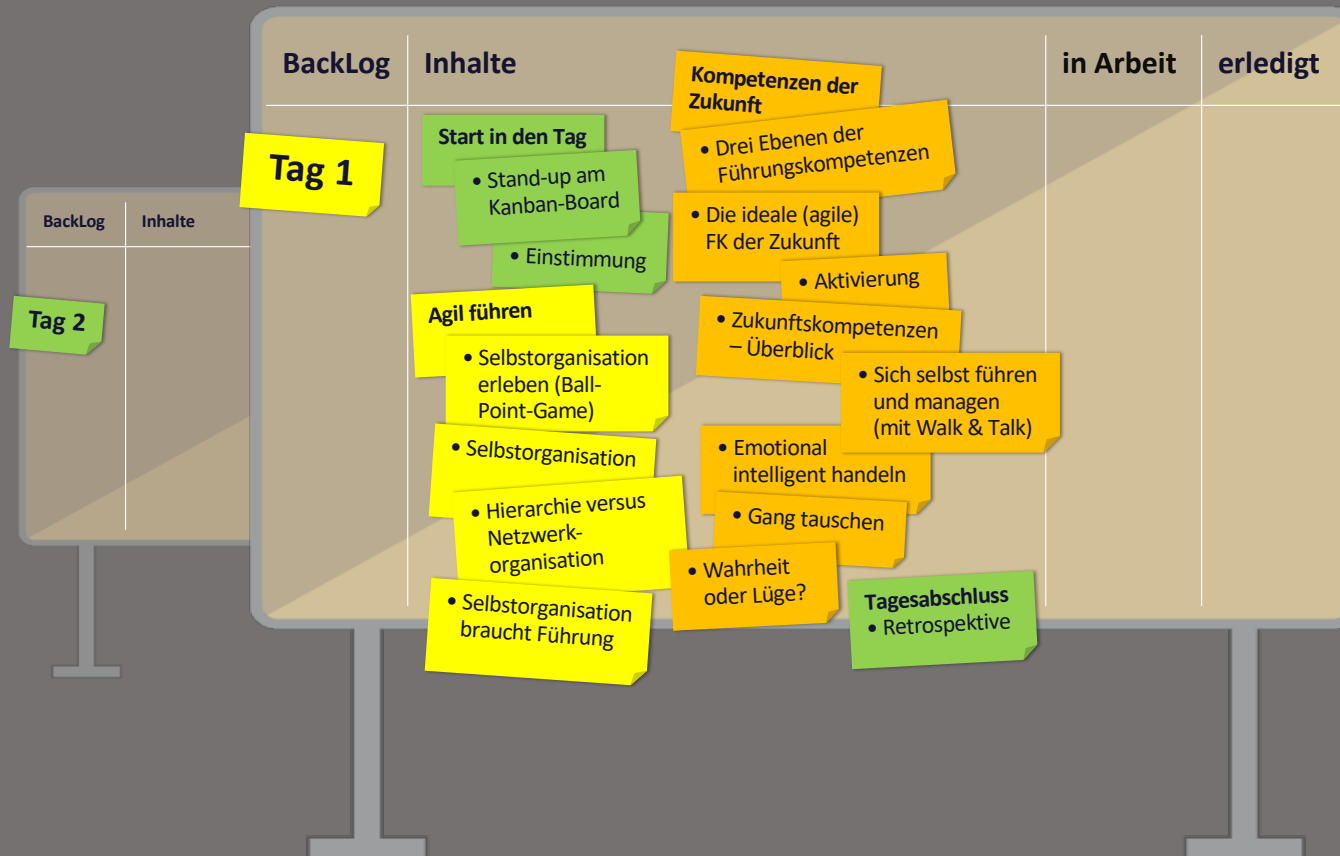 BackLog
Inhalte
in Arbeit
erledigt
Tag 1
Start in den Tag
• Stand-up am
Kanban-Board
• Einstimmung
Agil führen
• Selbstorganisation
erleben (Ball-
Point-Game)
• Selbstorganisation
• Hierarchie versus
Netzwerk-
organisation
• Selbstorganisation
braucht Führung
Kompetenzen der
Zukunft
• Drei Ebenen der
Führungskompetenzen
• Die ideale (agile)
FK der Zukunft
• Aktivierung
• Zukunftskompetenzen
– Überblick
• Sich selbst führen
und managen
(mit Walk & Talk)
• Emotional
intelligent handeln
• Gang tauschen
• Wahrheit
oder Lüge?
Tagesabschluss
• Retrospektive
BackLog
Inhalte
Tag 2